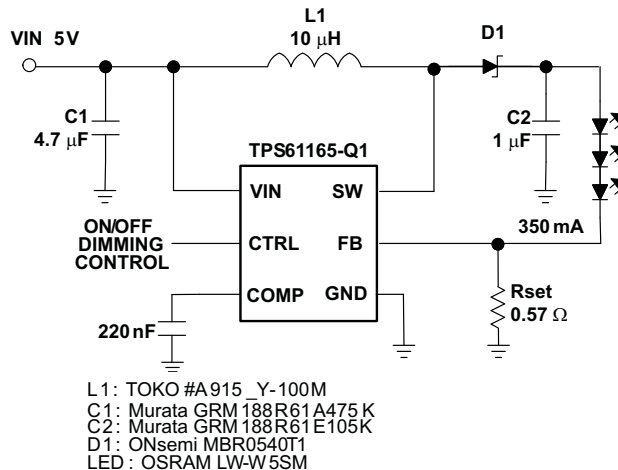 L1
10 µH
VIN 5V
D1
C1
4.7 µF
C2
1 µF
TPS61165-Q1
VIN SW
350 mA
ON/OFF
DIMMING
CONTROL
CTRL FB
COMP GND
Rset
0.57 Ω
220 nF
L1: TOKO #A915_Y-100M
C1: Murata GRM188R61A475K
C2: Murata GRM188R61E105K
D1: ONsemi MBR0540T1
LED: OSRAM LW-W5SM